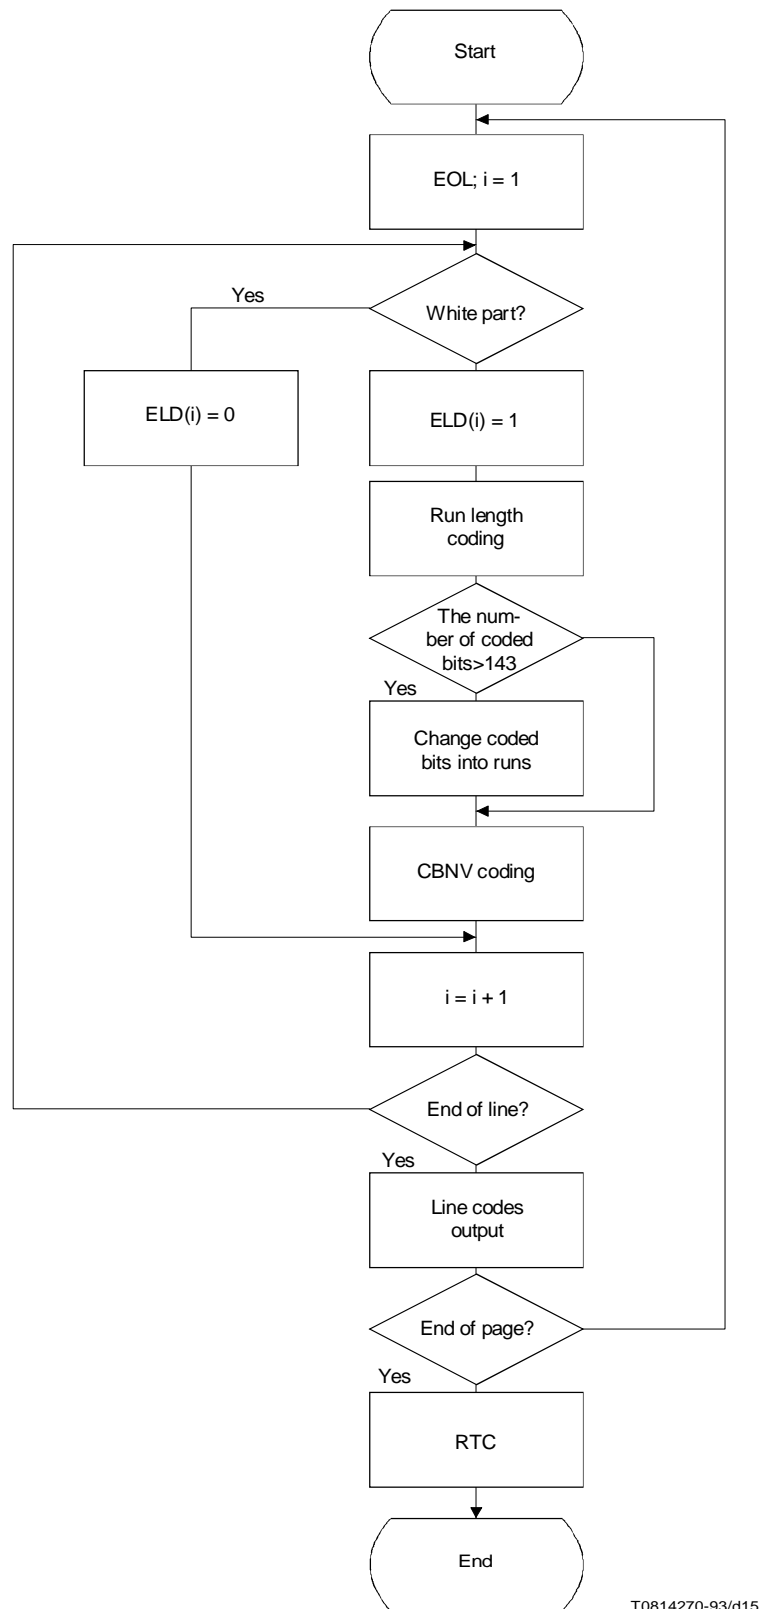 Start
EOL; i = 1
Yes
White part?
ELD(i) = 0
ELD(i) = 1
Run length
coding
The num-
ber of coded
bits>143
Yes
Change coded
bits into runs
CBNV coding
i = i + 1
End of line?
Yes
Line codes
output
End of page?
Yes
RTC
End
T0814270-93/d15